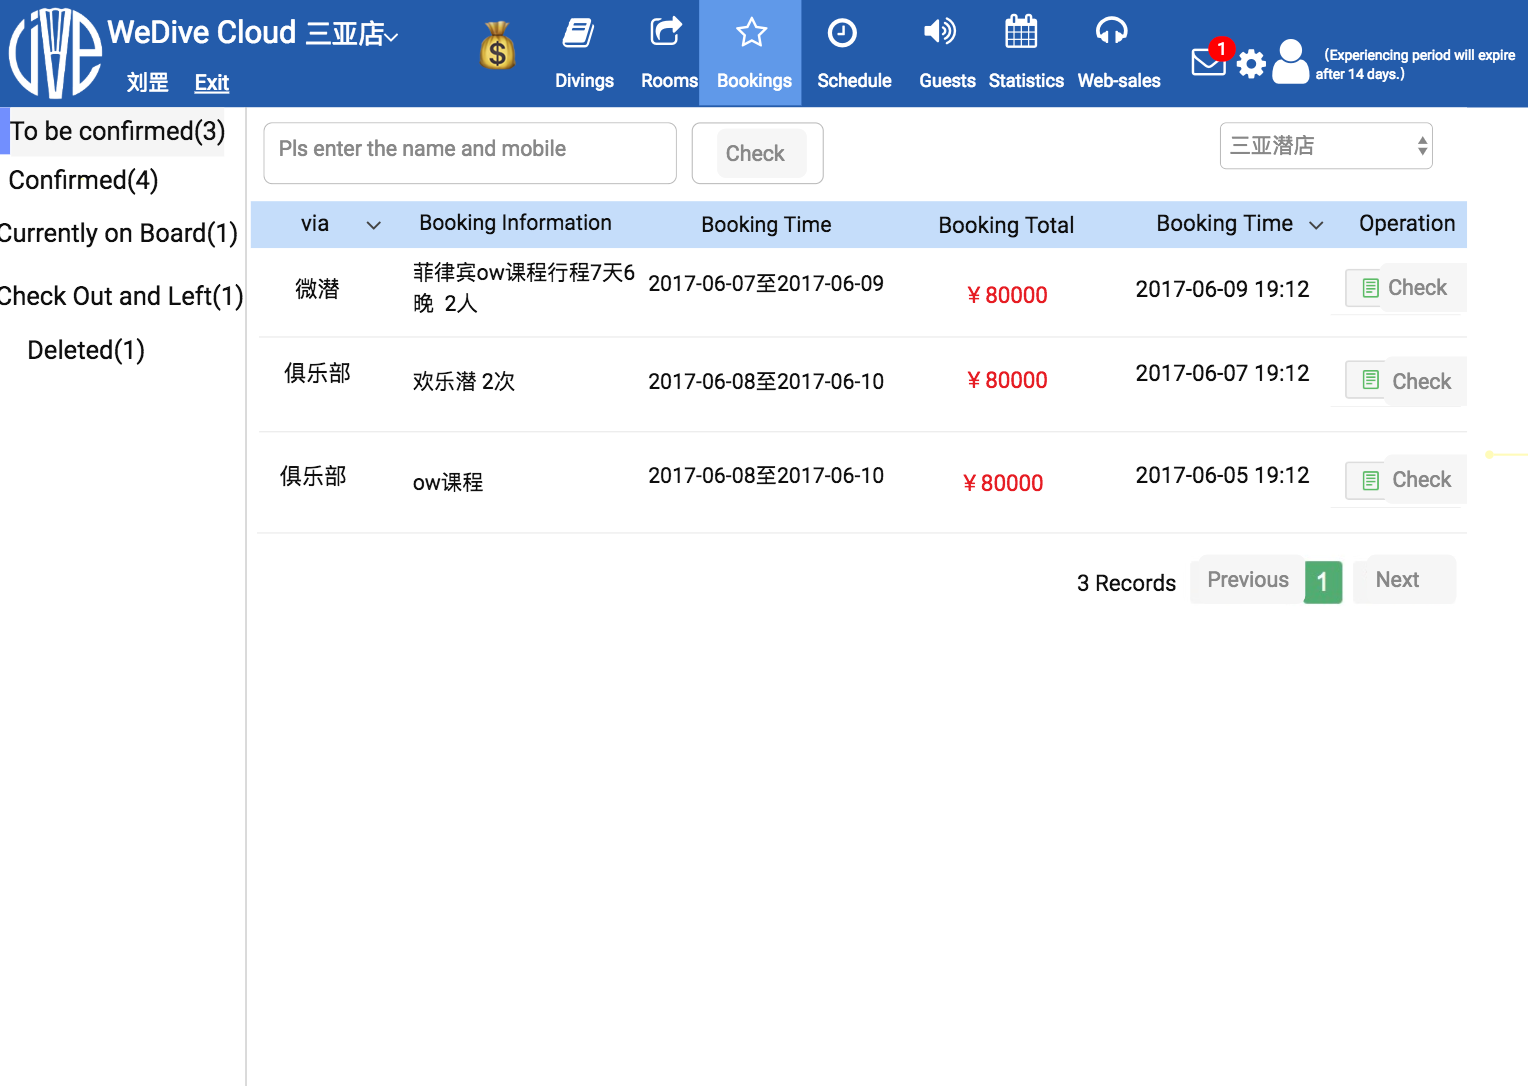 WeDive Cloud 三亚店
刘罡 Exit
Divings
Rooms
Bookings
Schedule
Guests
Statistics
Web-sales
1
(Experiencing period will expire
after 14 days.)
To be confirmed(3)
Confirmed(4)
Currently on Board(1)
Check Out and Left(1)
Deleted(1)
Pls enter the name and mobile
Check
三亚潜店
via Booking Information Booking Time Booking Total Booking Time Operation
微潜 菲律宾ow课程行程7天6 2017-06-07至2017-06-09 ¥ 80000 2017-06-09 19:12 Check
晚 2人
俱乐部 欢乐潜 2次 2017-06-08至2017-06-10 ¥ 80000 2017-06-07 19:12 Check
俱乐部 ow课程 2017-06-08至2017-06-10 ¥ 80000 2017-06-05 19:12 Check
3 Records Previous 1 Next